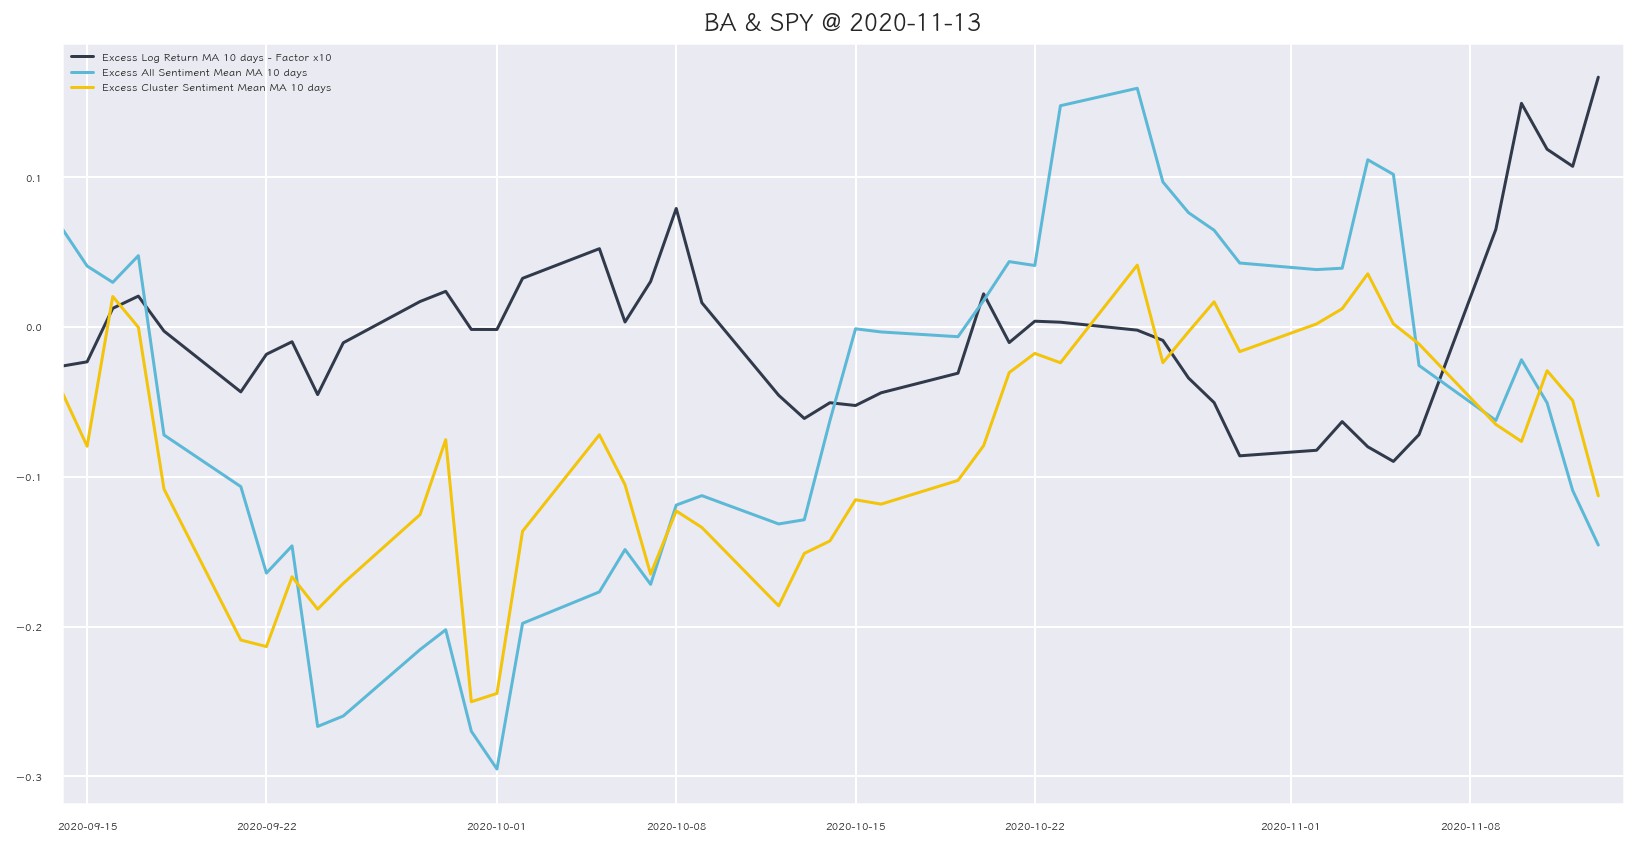 BA & SPY @ 2020-11-13
Excess Log Return MA 10 days - Factor x10
Excess All Sentiment Mean MA 10 days
Excess Cluster Sentiment Mean MA 10 days
0.1
0.0
−0.1
−0.2
−0.3
2020-09-15 2020-09-22 2020-10-01 2020-10-08 2020-10-15 2020-10-22 2020-11-01 2020-11-08